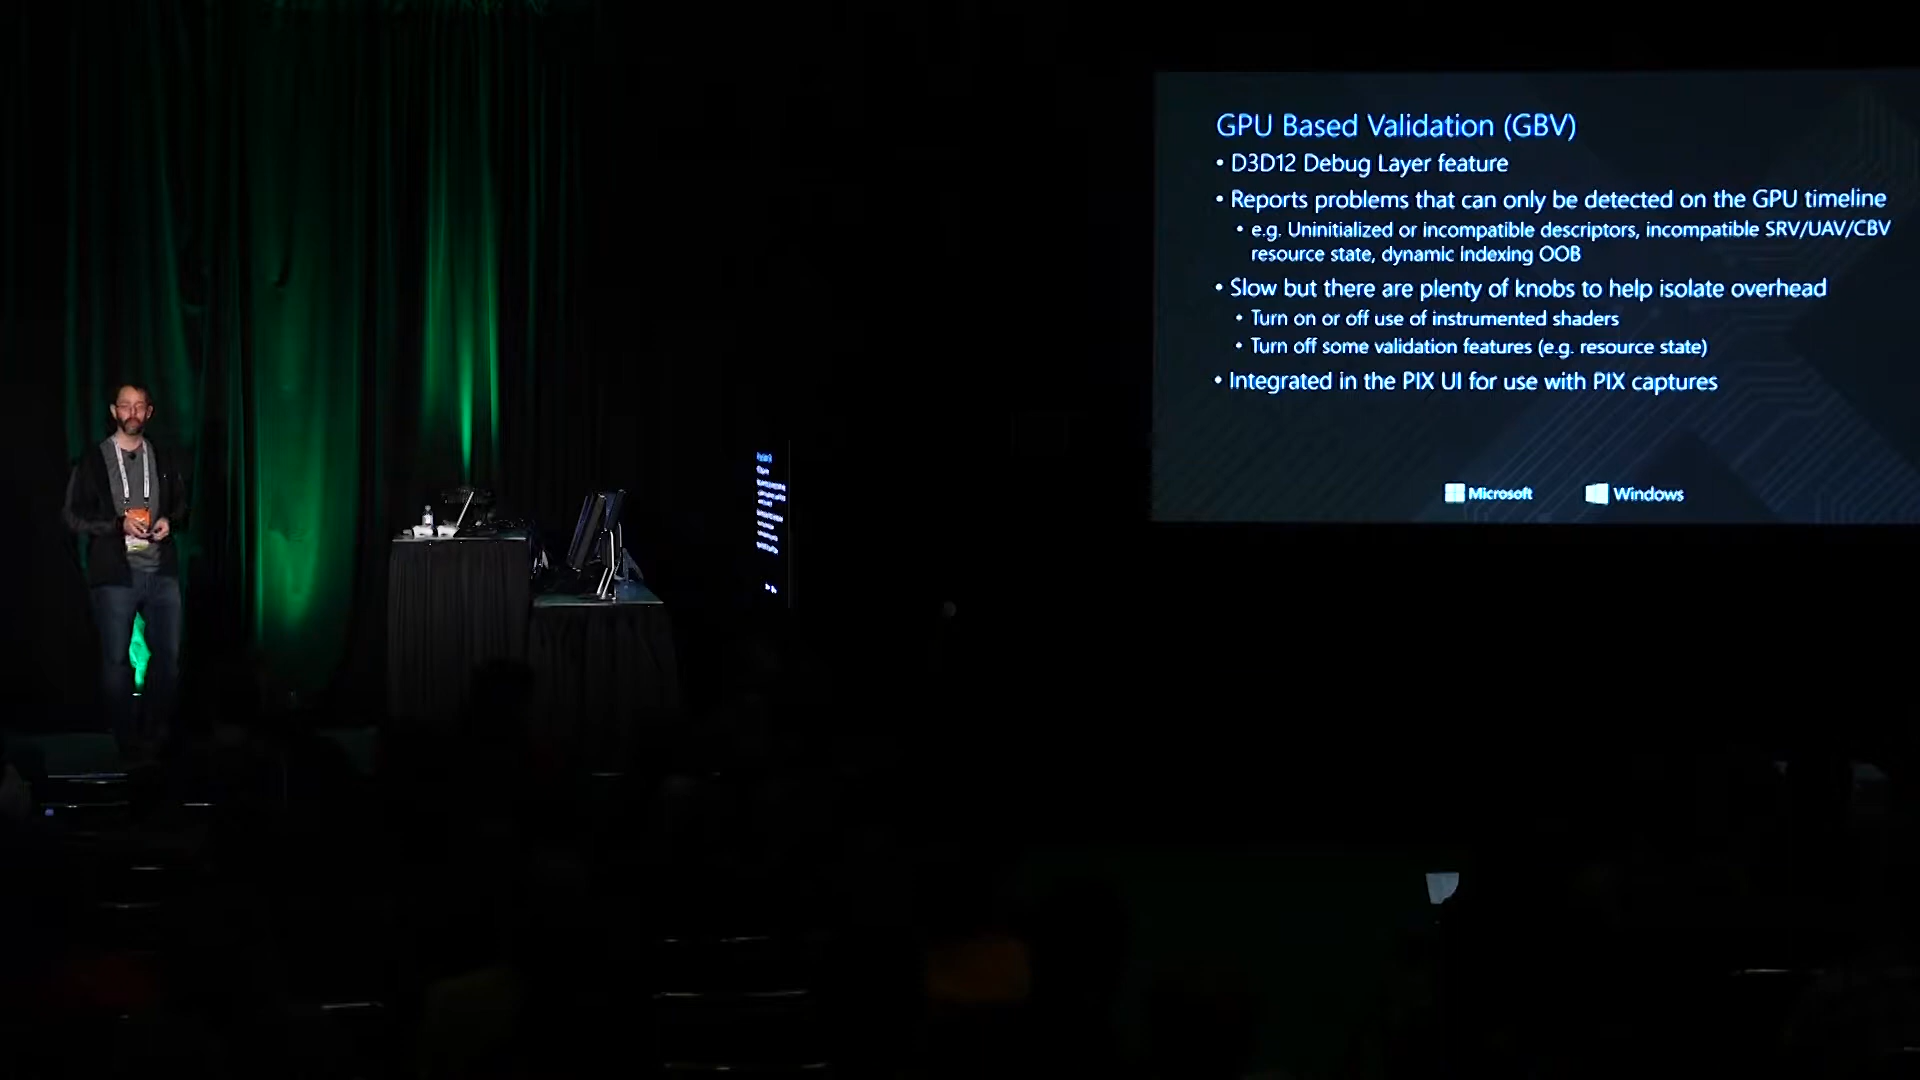 GPU Based Validation (GBV)
• D3D12 Debug Layer feature
• Reports problems that can only be detected on the GPU timeline
• e.g. Uninitialized or incompatible descriptors, incompatible SRV/UAV/CBV
resource state, dynamic indexing OOB
• Slow but there are plenty of knobs to help isolate overhead
• Turn on or off use of instrumented shaders
• Turn off some validation features (e.g. resource state)
• Integrated in the PIX UI for use with PIX captures
Microsoft
Windows